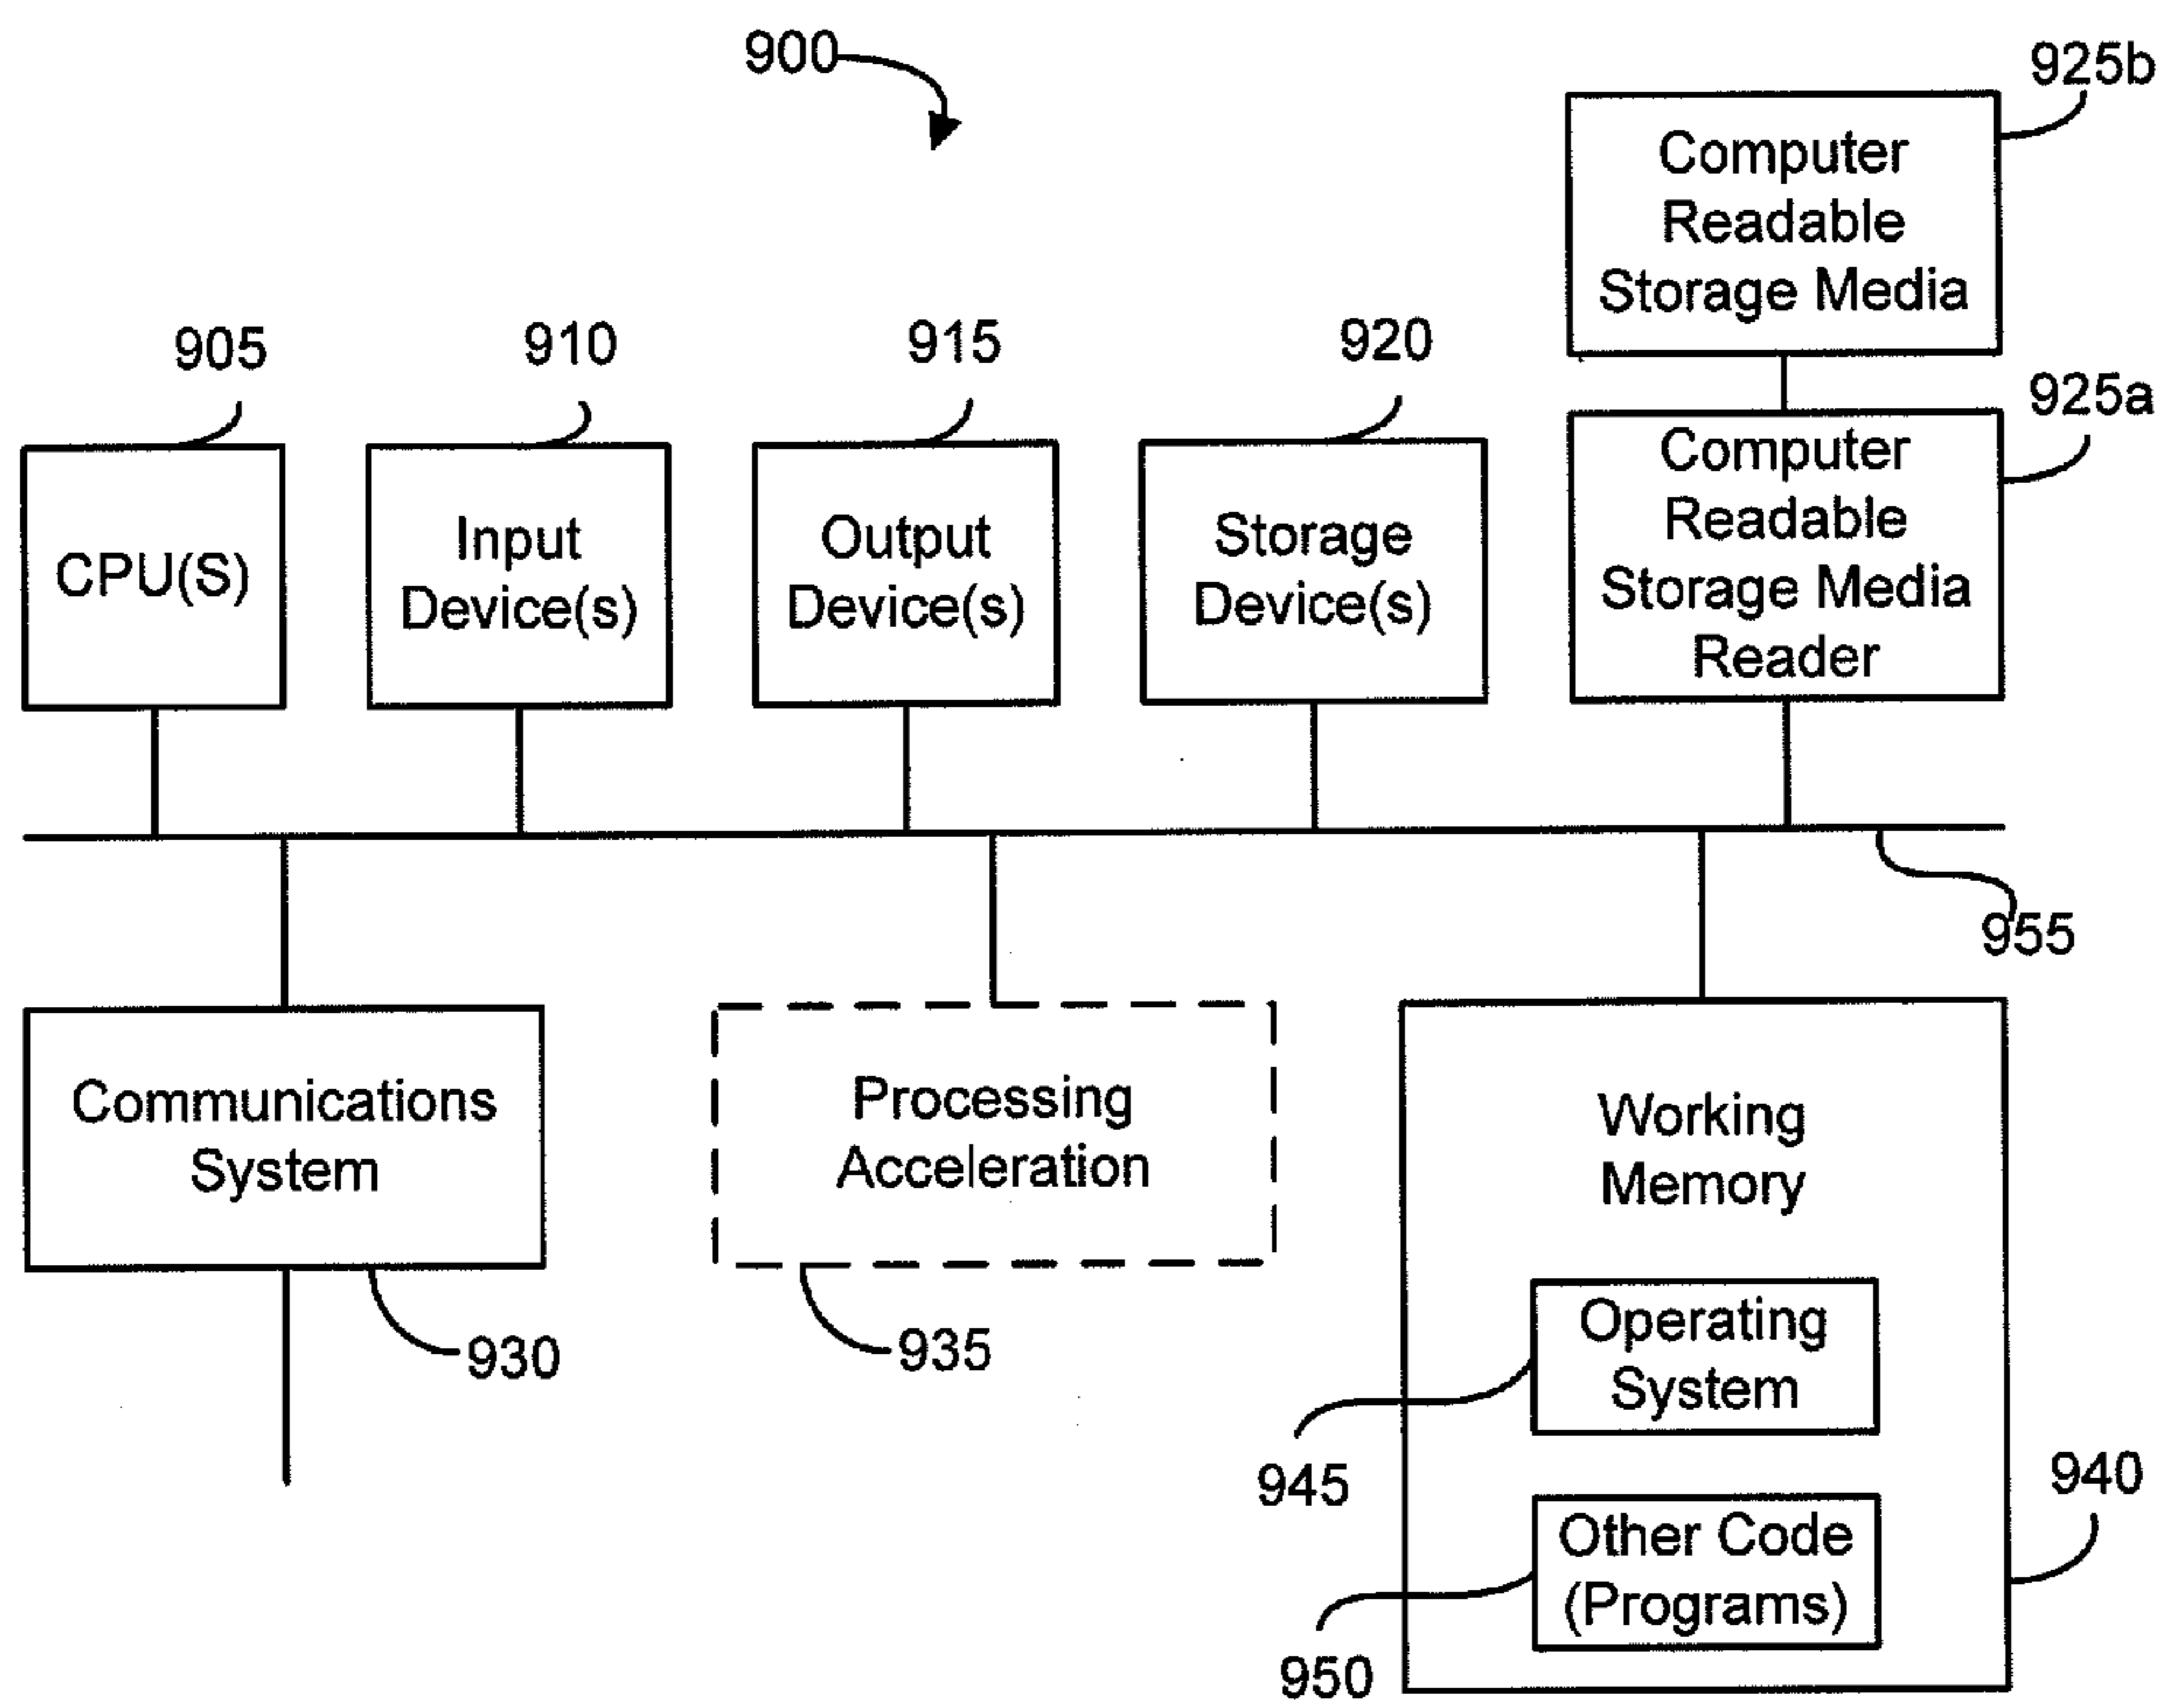 900
925b
Computer
Readable
Storage Media
905
910
915
920
925a
CPU(S)
Input
Device(s)
Output
Device(s)
Storage
Device(s)
Computer
Readable
Storage Media
Reader
955
Communications
System
930
Processing
Acceleration
935
Working
Memory
Operating
System
945
940
Other Code
(Programs)
950